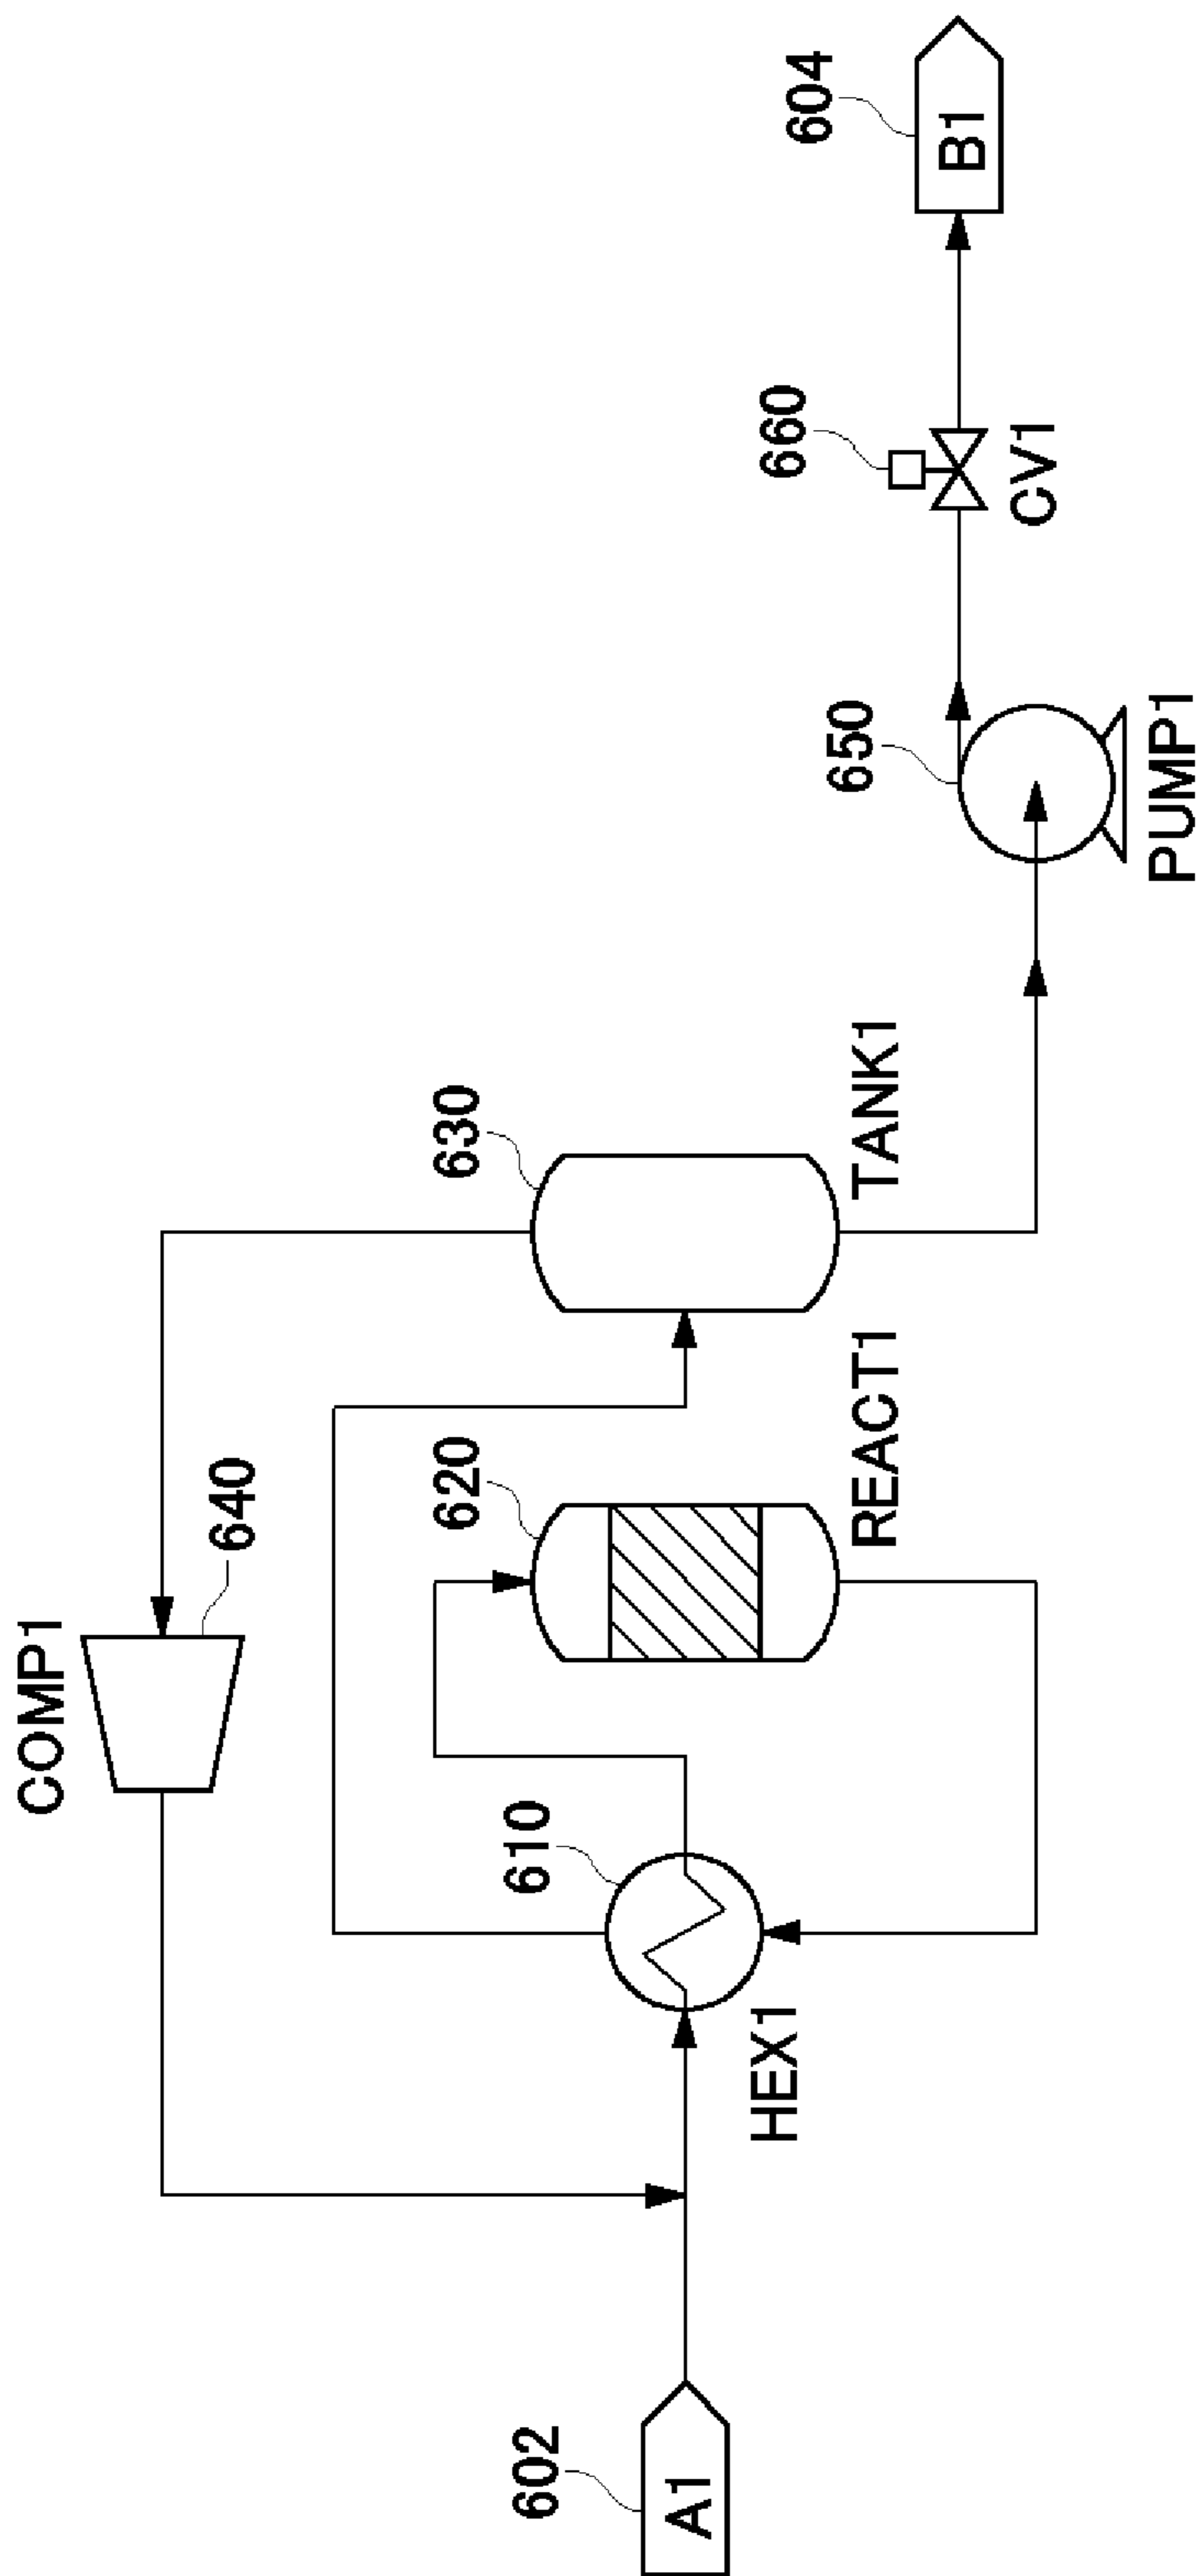 COMP1
640
630
TANK1
620
REACT1
610
HEX1
602
A1
650
PUMP1
660
CV1
604
B1